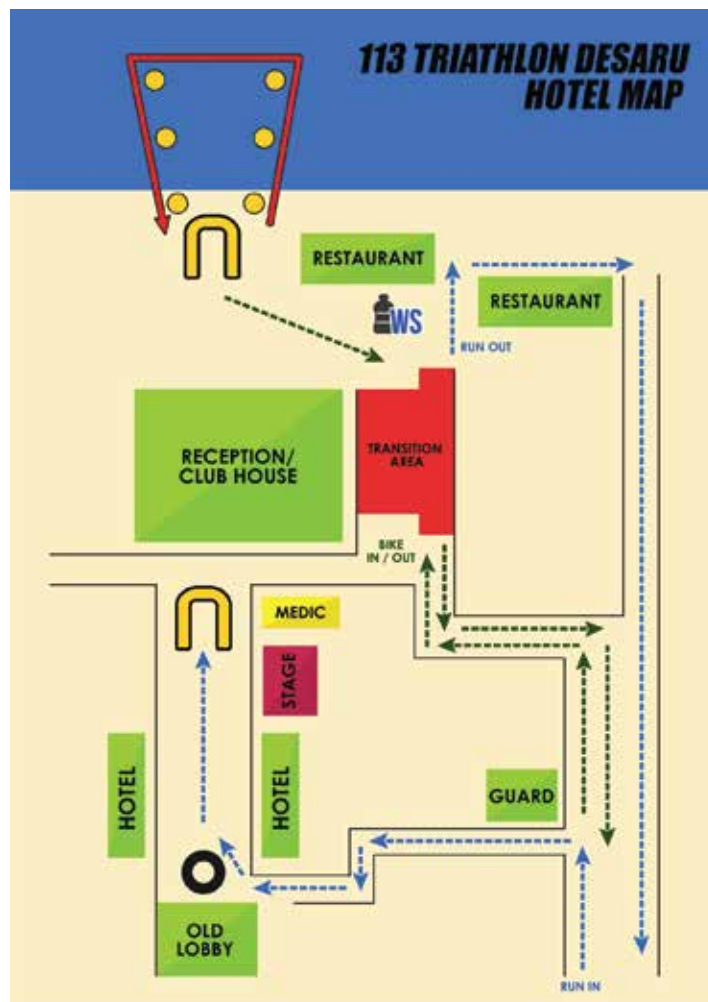 113 TRIATHLON DESARU
HOTEL MAP
RESTAURANT
RESTAURANT
WS
RUN OUT
RECEPTION/
CLUB HOUSE
TRANSITION
AREA
BIKE
IN / OUT
MEDIC
STAGE
HOTEL
HOTEL
GUARD
OLD
LOBBY
RUN IN